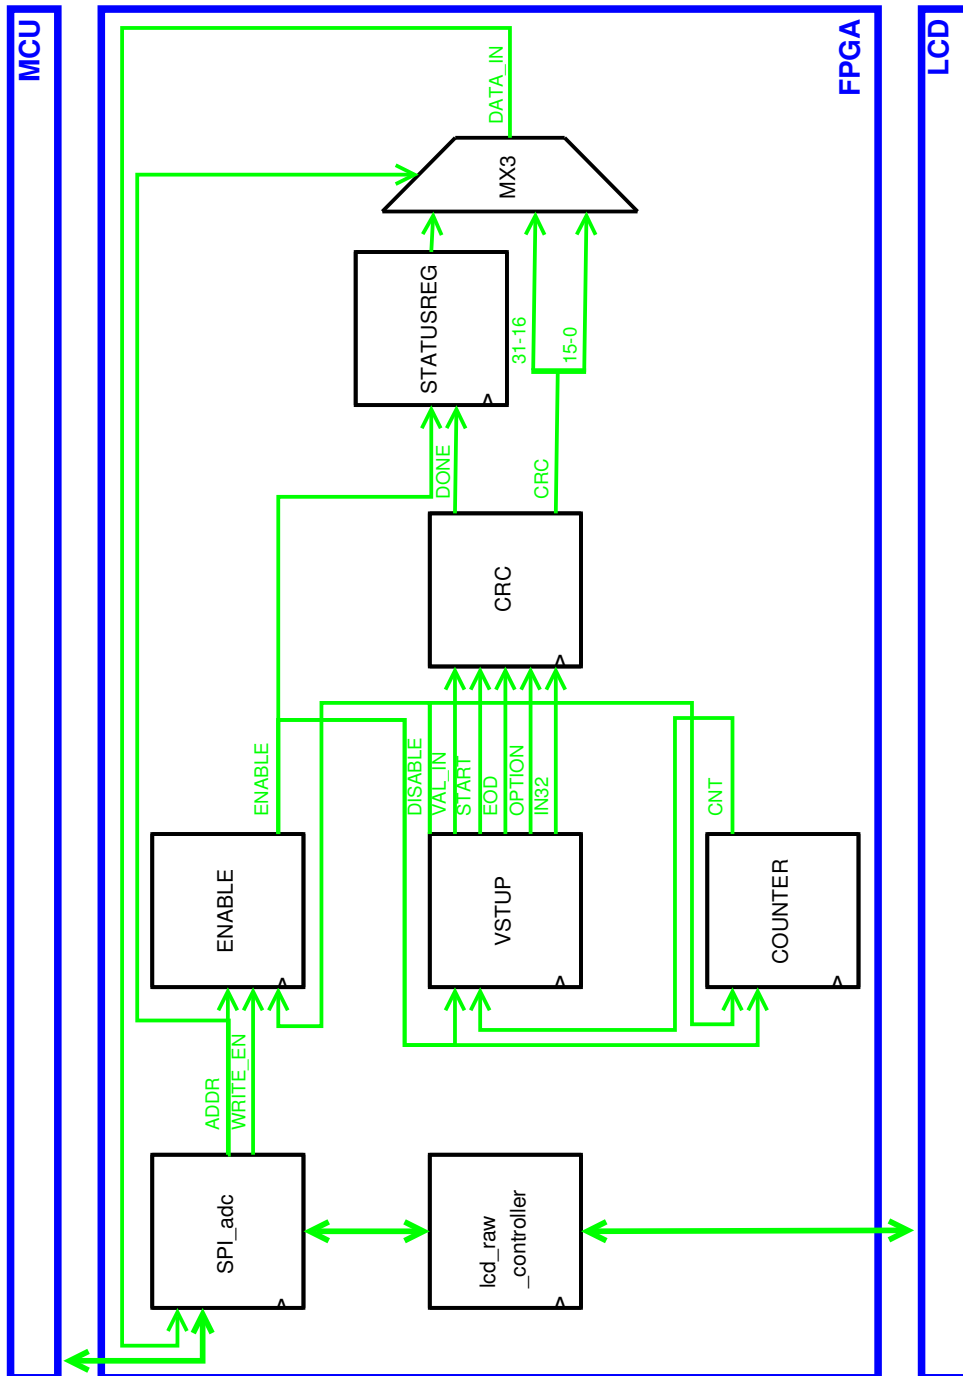 MCU
FPGA
LCD
SPI_adc
ADDR
WRITE_EN
ENABLE
ENABLE
DATA_IN
MX3
STATUSREG
31-16
15-0
DONE
CRC
CRC
lcd_raw
_controller
VSTUP
DISABLE
VAL_IN
START
EOD
OPTION
IN32
COUNTER
CNT